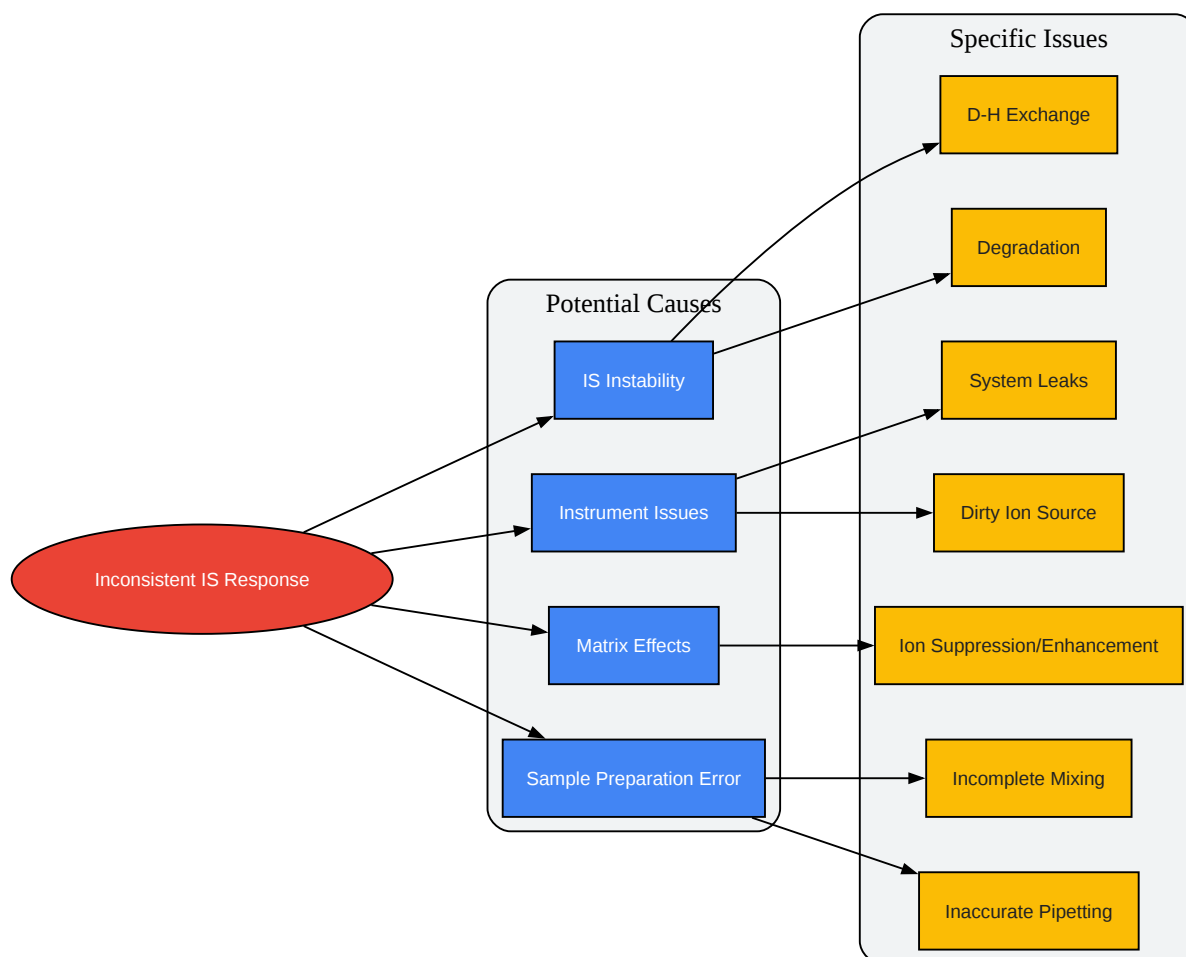 Specific Issues
D-H Exchange
Degradation
Potential Causes
IS Instability
System Leaks
Instrument Issues
Dirty Ion Source
Inconsistent IS Response
Matrix Effects
Ion Suppression/Enhancement
Sample Preparation Error
Incomplete Mixing
Inaccurate Pipetting